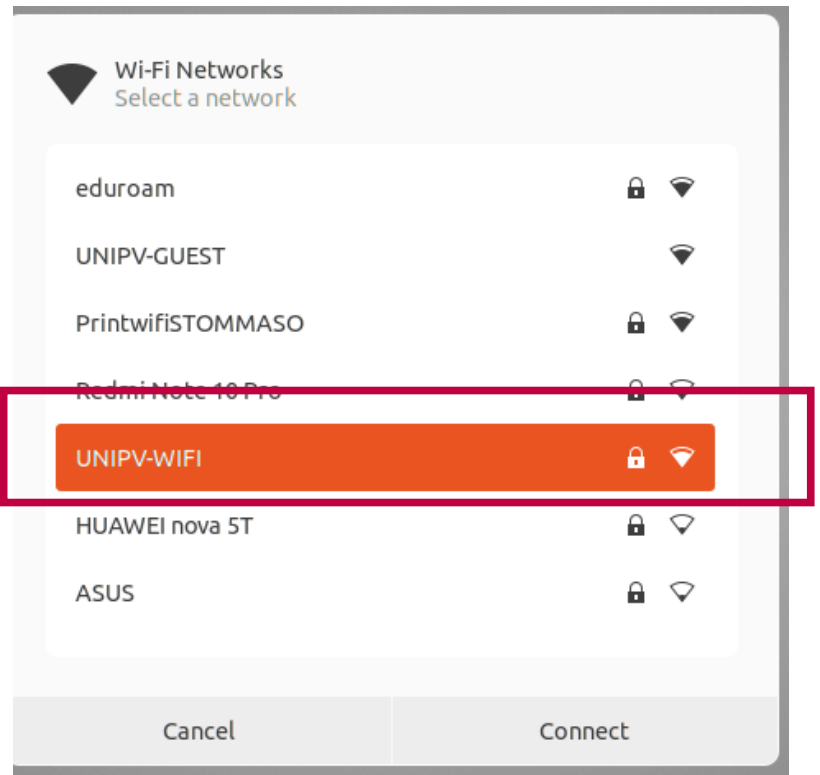 Wi-Fi Networks
Select a network
eduroam
UNIPV-GUEST
PrintwifiSTOMMASO
Redmi Note 10 Pro
UNIPV-WIFI
HUAWEI nova 5T
ASUS
Cancel
Connect